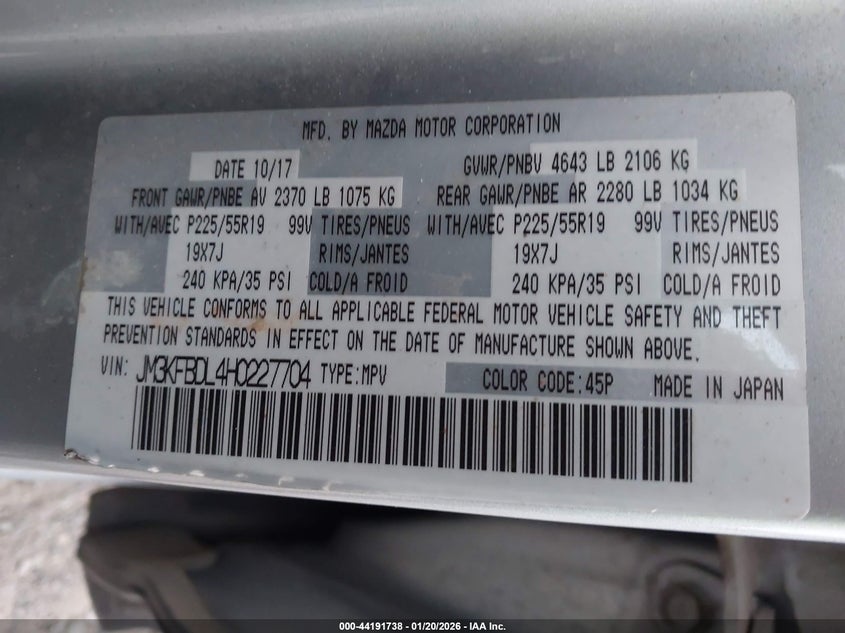 MFD. BY MAZDA MOTOR CORPORATION
DATE 10/17 GVWR/PNBV 4643 LB 2106 KG
FRONT GAWR/PNBE AV 2370 LB 1075 KG REAR GAWR/PNBE AR 2280 LB 1034 KG
WITH/AVEC P225/55R19 99V TIRES/PNEUS WITH/AVEC P225/55R19 99V TIRES/PNEUS
19X7J RIMS/JANTES 19X7J RIMS/JANTES
240 KPA/35 PSI COLD/A FROID 240 KPA/35 PSI COLD/A FROID
THIS VEHICLE CONFORMS TO ALL APPLICABLE FEDERAL MOTOR VEHICLE SAFETY AND THEFT
PREVENTION STANDARDS IN EFFECT ON THE DATE OF MANUFACTURE SHOWN ABOVE.
VIN: JM3KFBDL4H0227704 TYPE:MPV COLOR CODE:45P MADE IN JAPAN
000-44191738 - 01/20/2026 - IAA Inc.